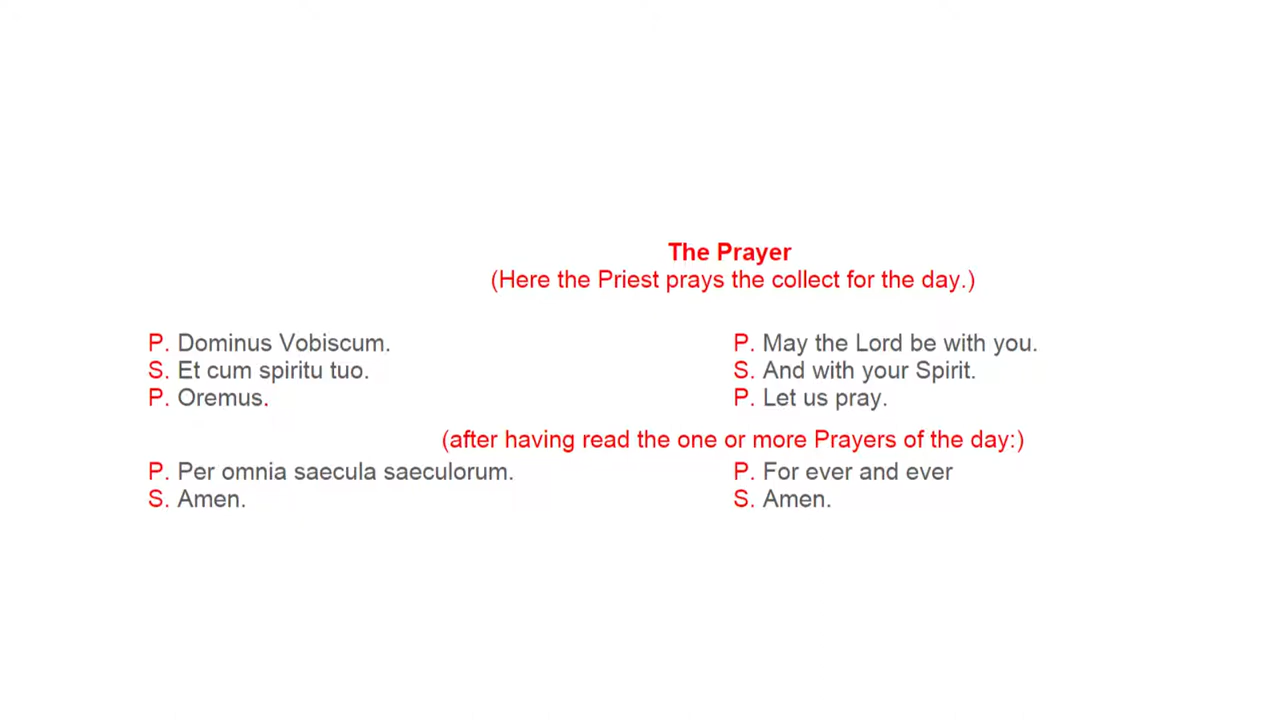 The Prayer
(Here the Priest prays the collect for the day.)
P. Dominus Vobiscum.
S. Et cum spiritu tuo.
P. Oremus.
P. May the Lord be with you.
S. And with your Spirit.
P. Let us pray.
(after having read the one or more Prayers of the day:)
P. Per omnia saecula saeculorum.
S. Amen.
P. For ever and ever
S. Amen.